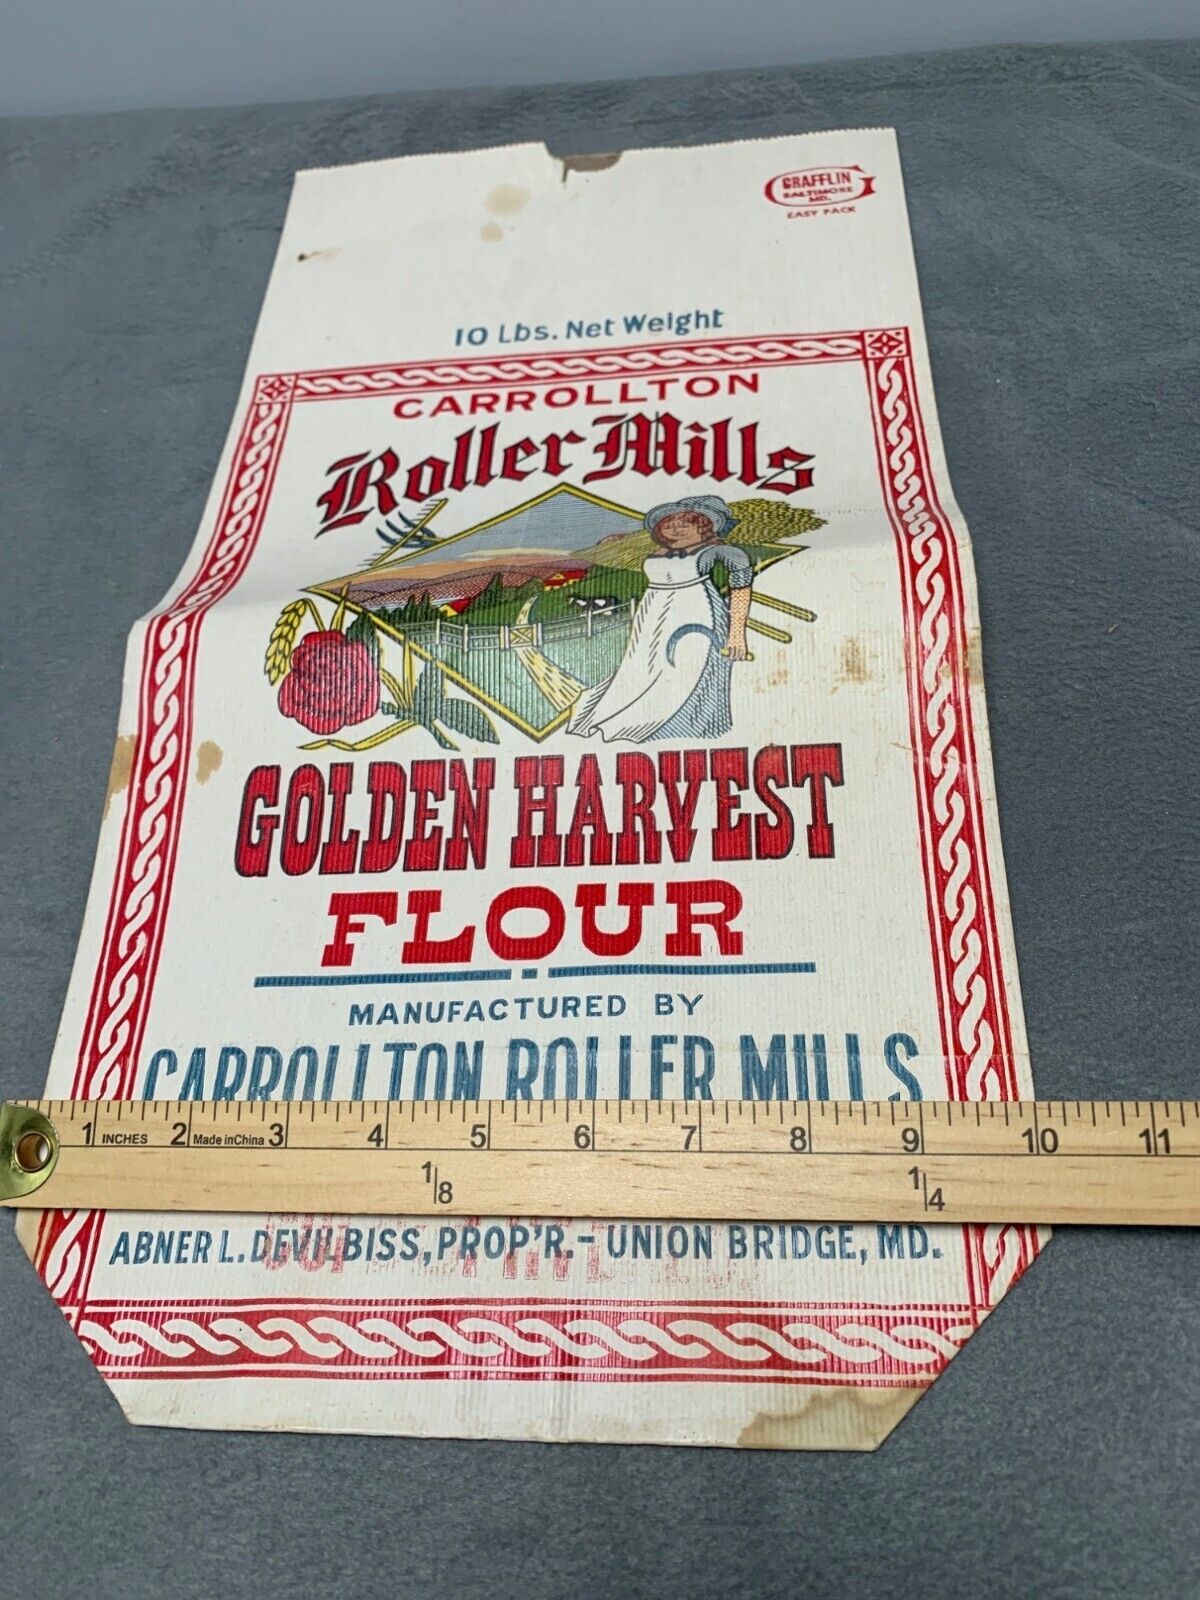 GRAFFLIN
BALTIMORE
MD.
EASY PACK
10 Lbs. Net Weight
CARROLLTON
Roller Mills
GOLDEN HARVEST
FLOUR
MANUFACTURED BY
CARROLLTON ROLLER MILLS
1 INCHES 2 Made in China 3 4 5 6 7 8 9 10 11
1/8 1/4
ABNER L. DEVILBISS, PROP'R. - UNION BRIDGE, MD.